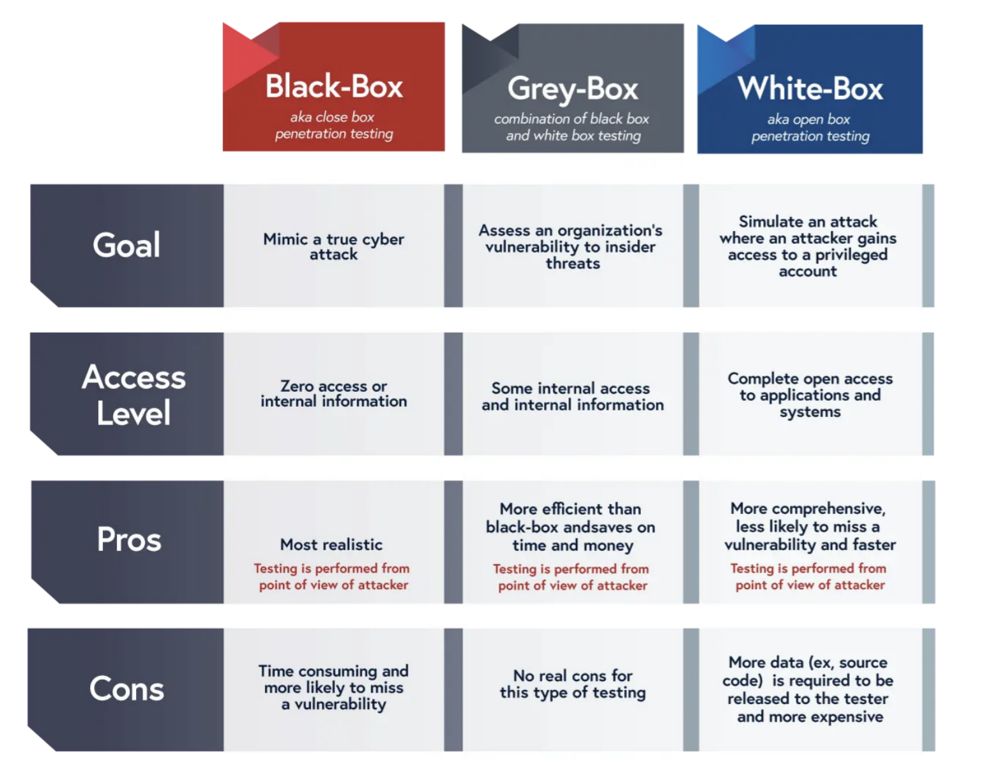 Black-Box
aka close box
penetration testing
Grey-Box
combination of black box
and white box testing
White-Box
aka open box
penetration testing
Goal
Mimic a true cyber
attack
Assess an organization's
vulnerability to insider
threats
Simulate an attack
where an attacker gains
access to a privileged
account
Access
Level
Zero access or
internal information
Some internal access
and internal information
Complete open access
to applications and
systems
Pros
Most realistic
Testing is performed from
point of view of attacker
More efficient than
black-box andsaves on
time and money
Testing is performed from
point of view of attacker
More comprehensive,
less likely to miss a
vulnerability and faster
Testing is performed from
point of view of attacker
Cons
Time consuming and
more likely to miss
a vulnerability
No real cons for
this type of testing
More data (ex, source
code) is required to be
released to the tester
and more expensive